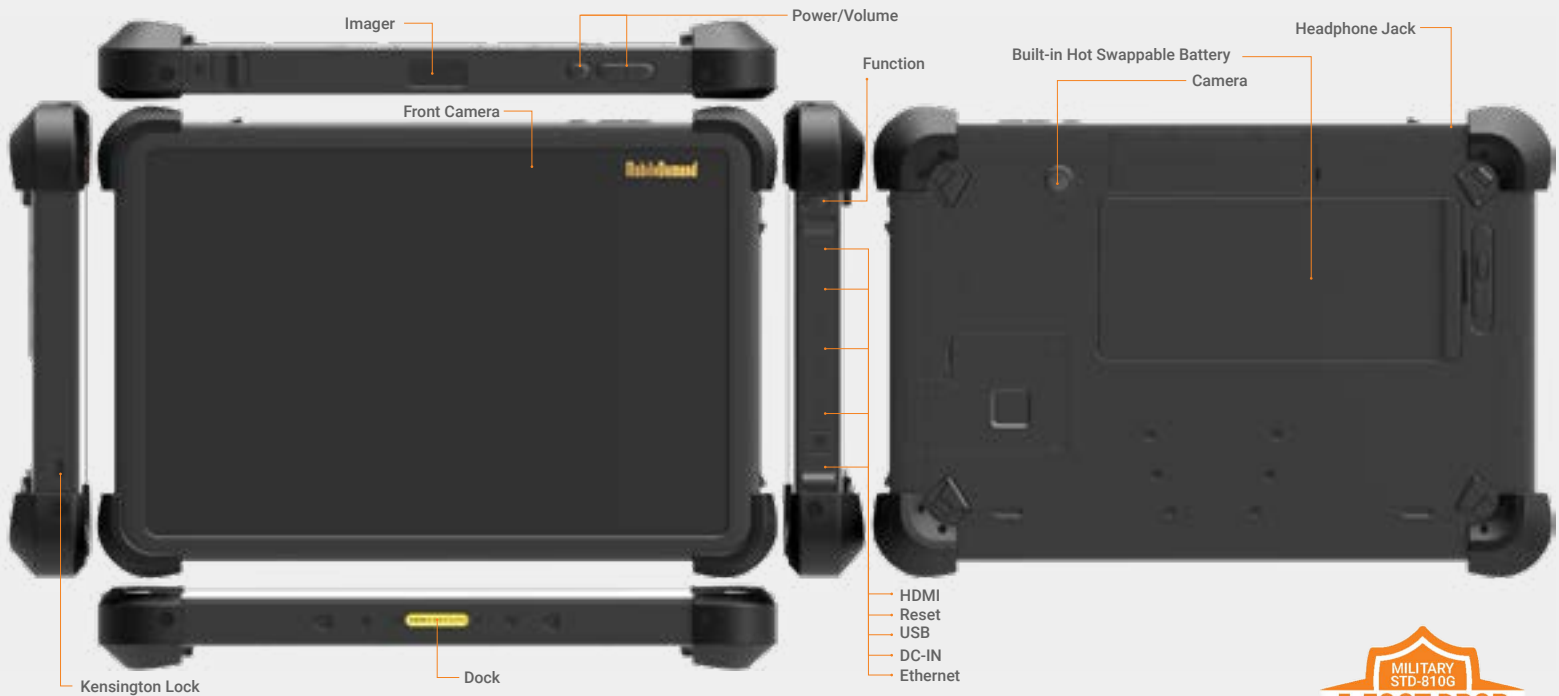 Imager
Power/Volume
Headphone Jack
Built-in Hot Swappable Battery
Function
Camera
Front Camera
MobileDemand
HDMI
Reset
USB
DC-IN
Ethernet
Kensington Lock
Dock
MILITARY
STD-810G